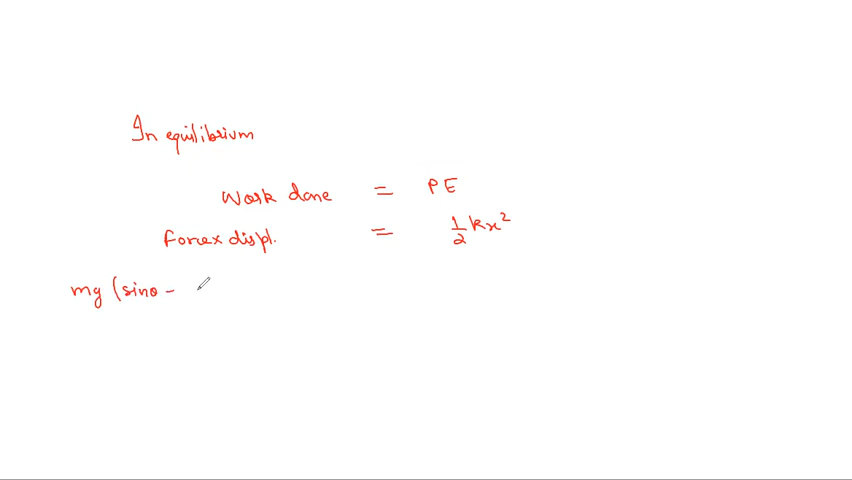 In equilibrium
Work done = PE
Force x displ. = 1/2 kx²
mg (sinθ -